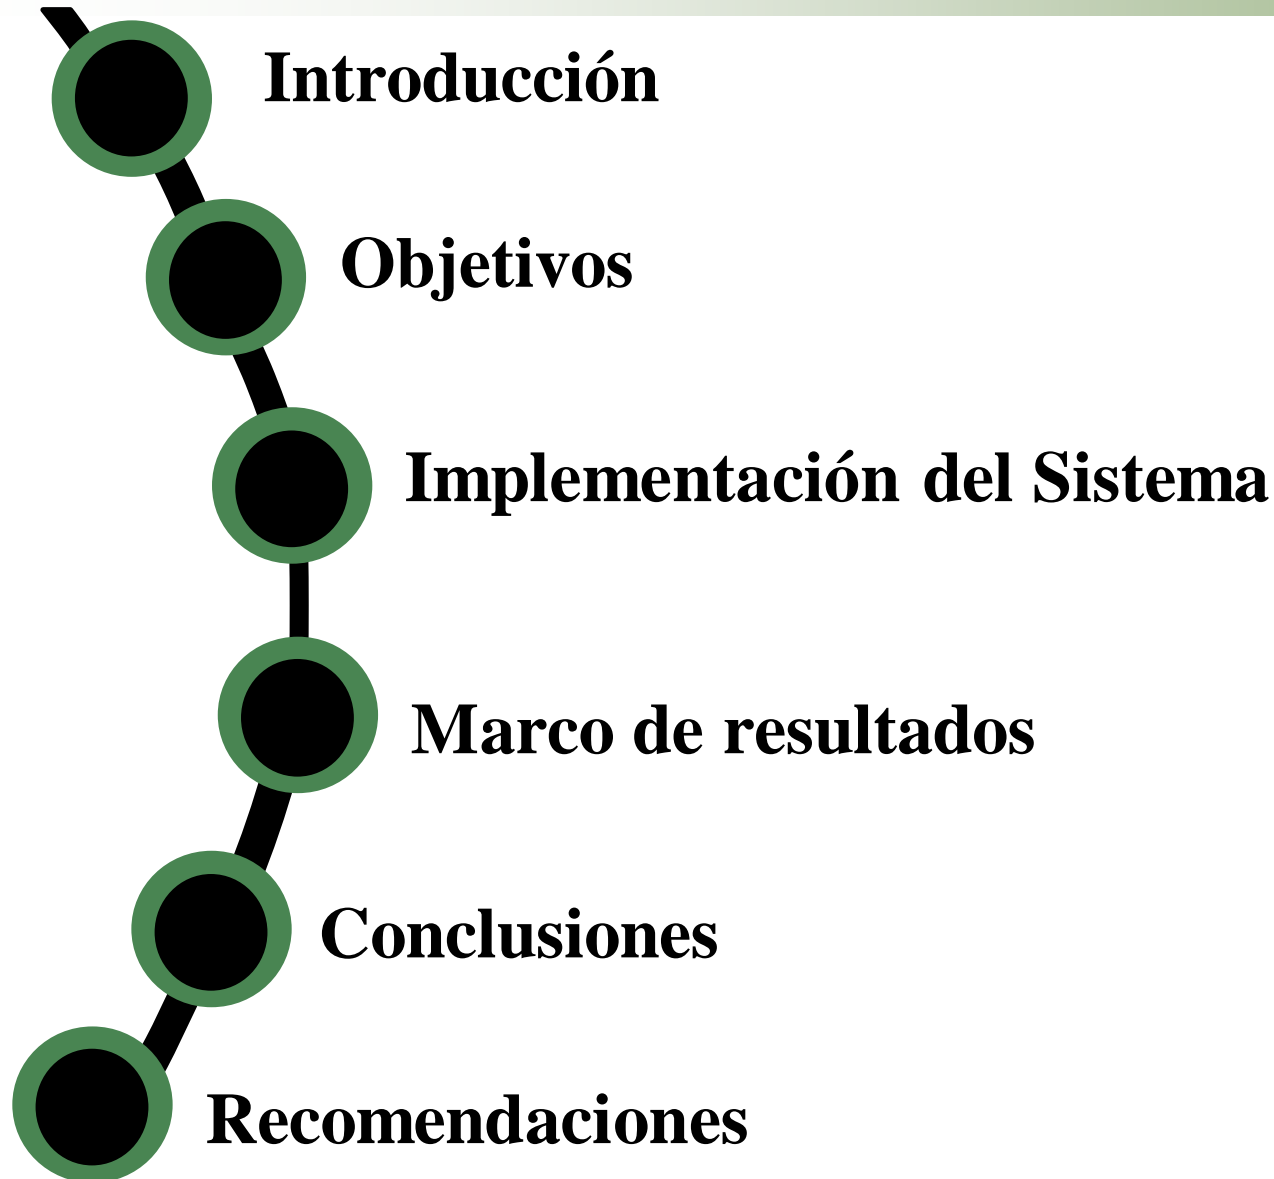 Introducción
Objetivos
Implementación del Sistema
Marco de resultados
Conclusiones
Recomendaciones